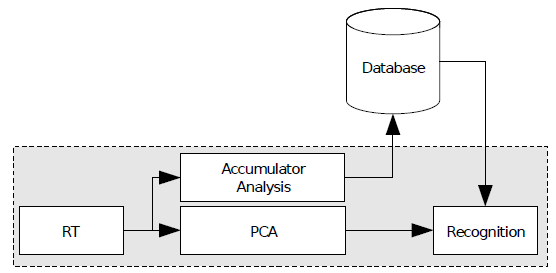 Database
Accumulator
Analysis
RT
PCA
Recognition